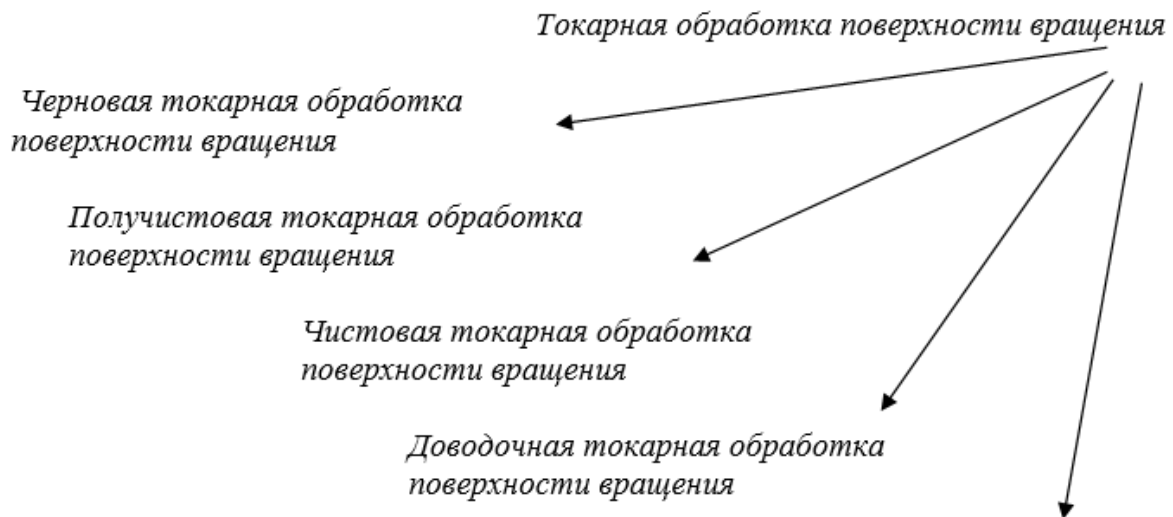 Токарная обработка поверхности вращения
Черновая токарная обработка
поверхности вращения
Получистовая токарная обработка
поверхности вращения
Чистовая токарная обработка
поверхности вращения
Доводочная токарная обработка
поверхности вращения